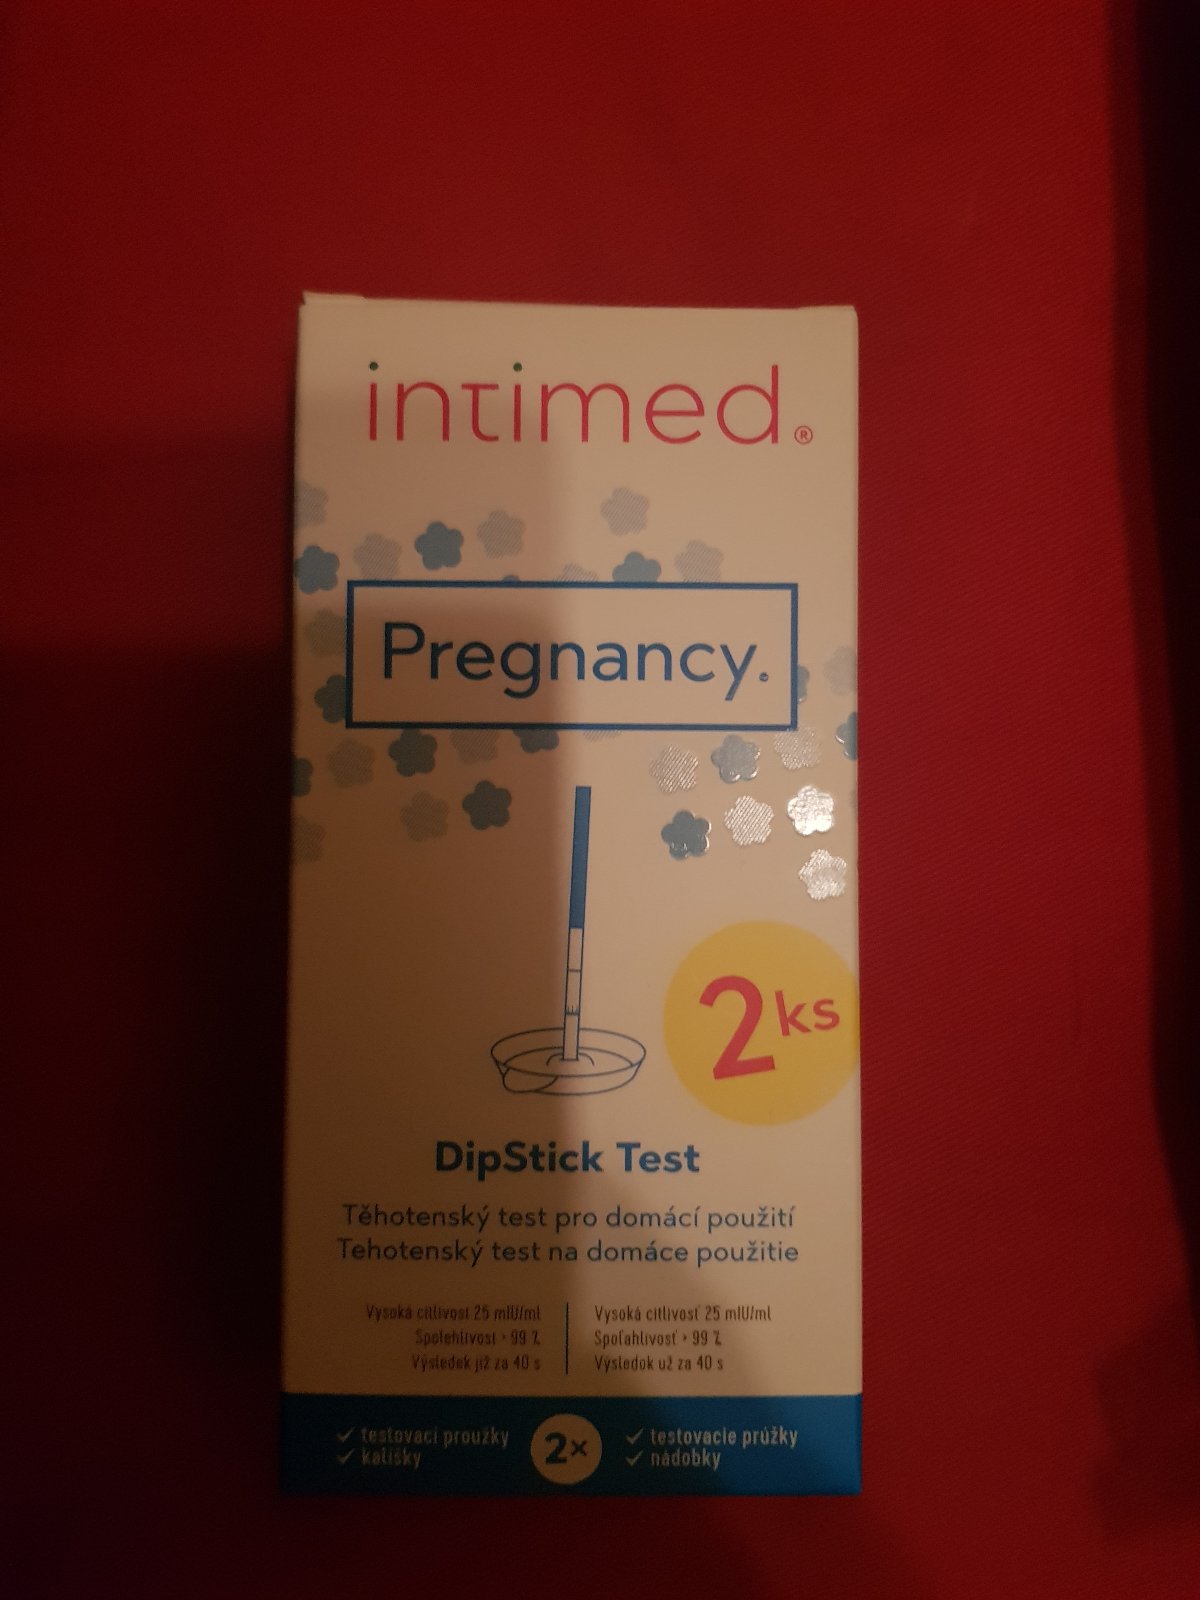 intimed®
Pregnancy.
2ks
DipStick Test
Těhotenský test pro domácí použití
Tehotenský test na domáce použitie
Vysoká citlivost 25 mIU/ml
Spolehlivost > 99 %
Výsledek již za 40 s
Vysoká citlivosť 25 mIU/ml
Spoľahlivosť > 99 %
Výsledok už za 40 s
✓ testovací proužky
✓ kalíšky
2×
✓ testovacie prúžky
✓ nádobky